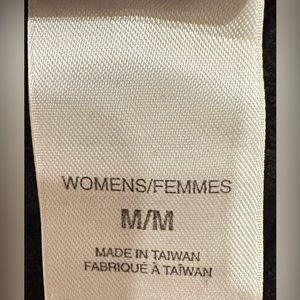 WOMENS/FEMMES
M/M
MADE IN TAIWAN
FABRIQUÉ À TAÏWAN